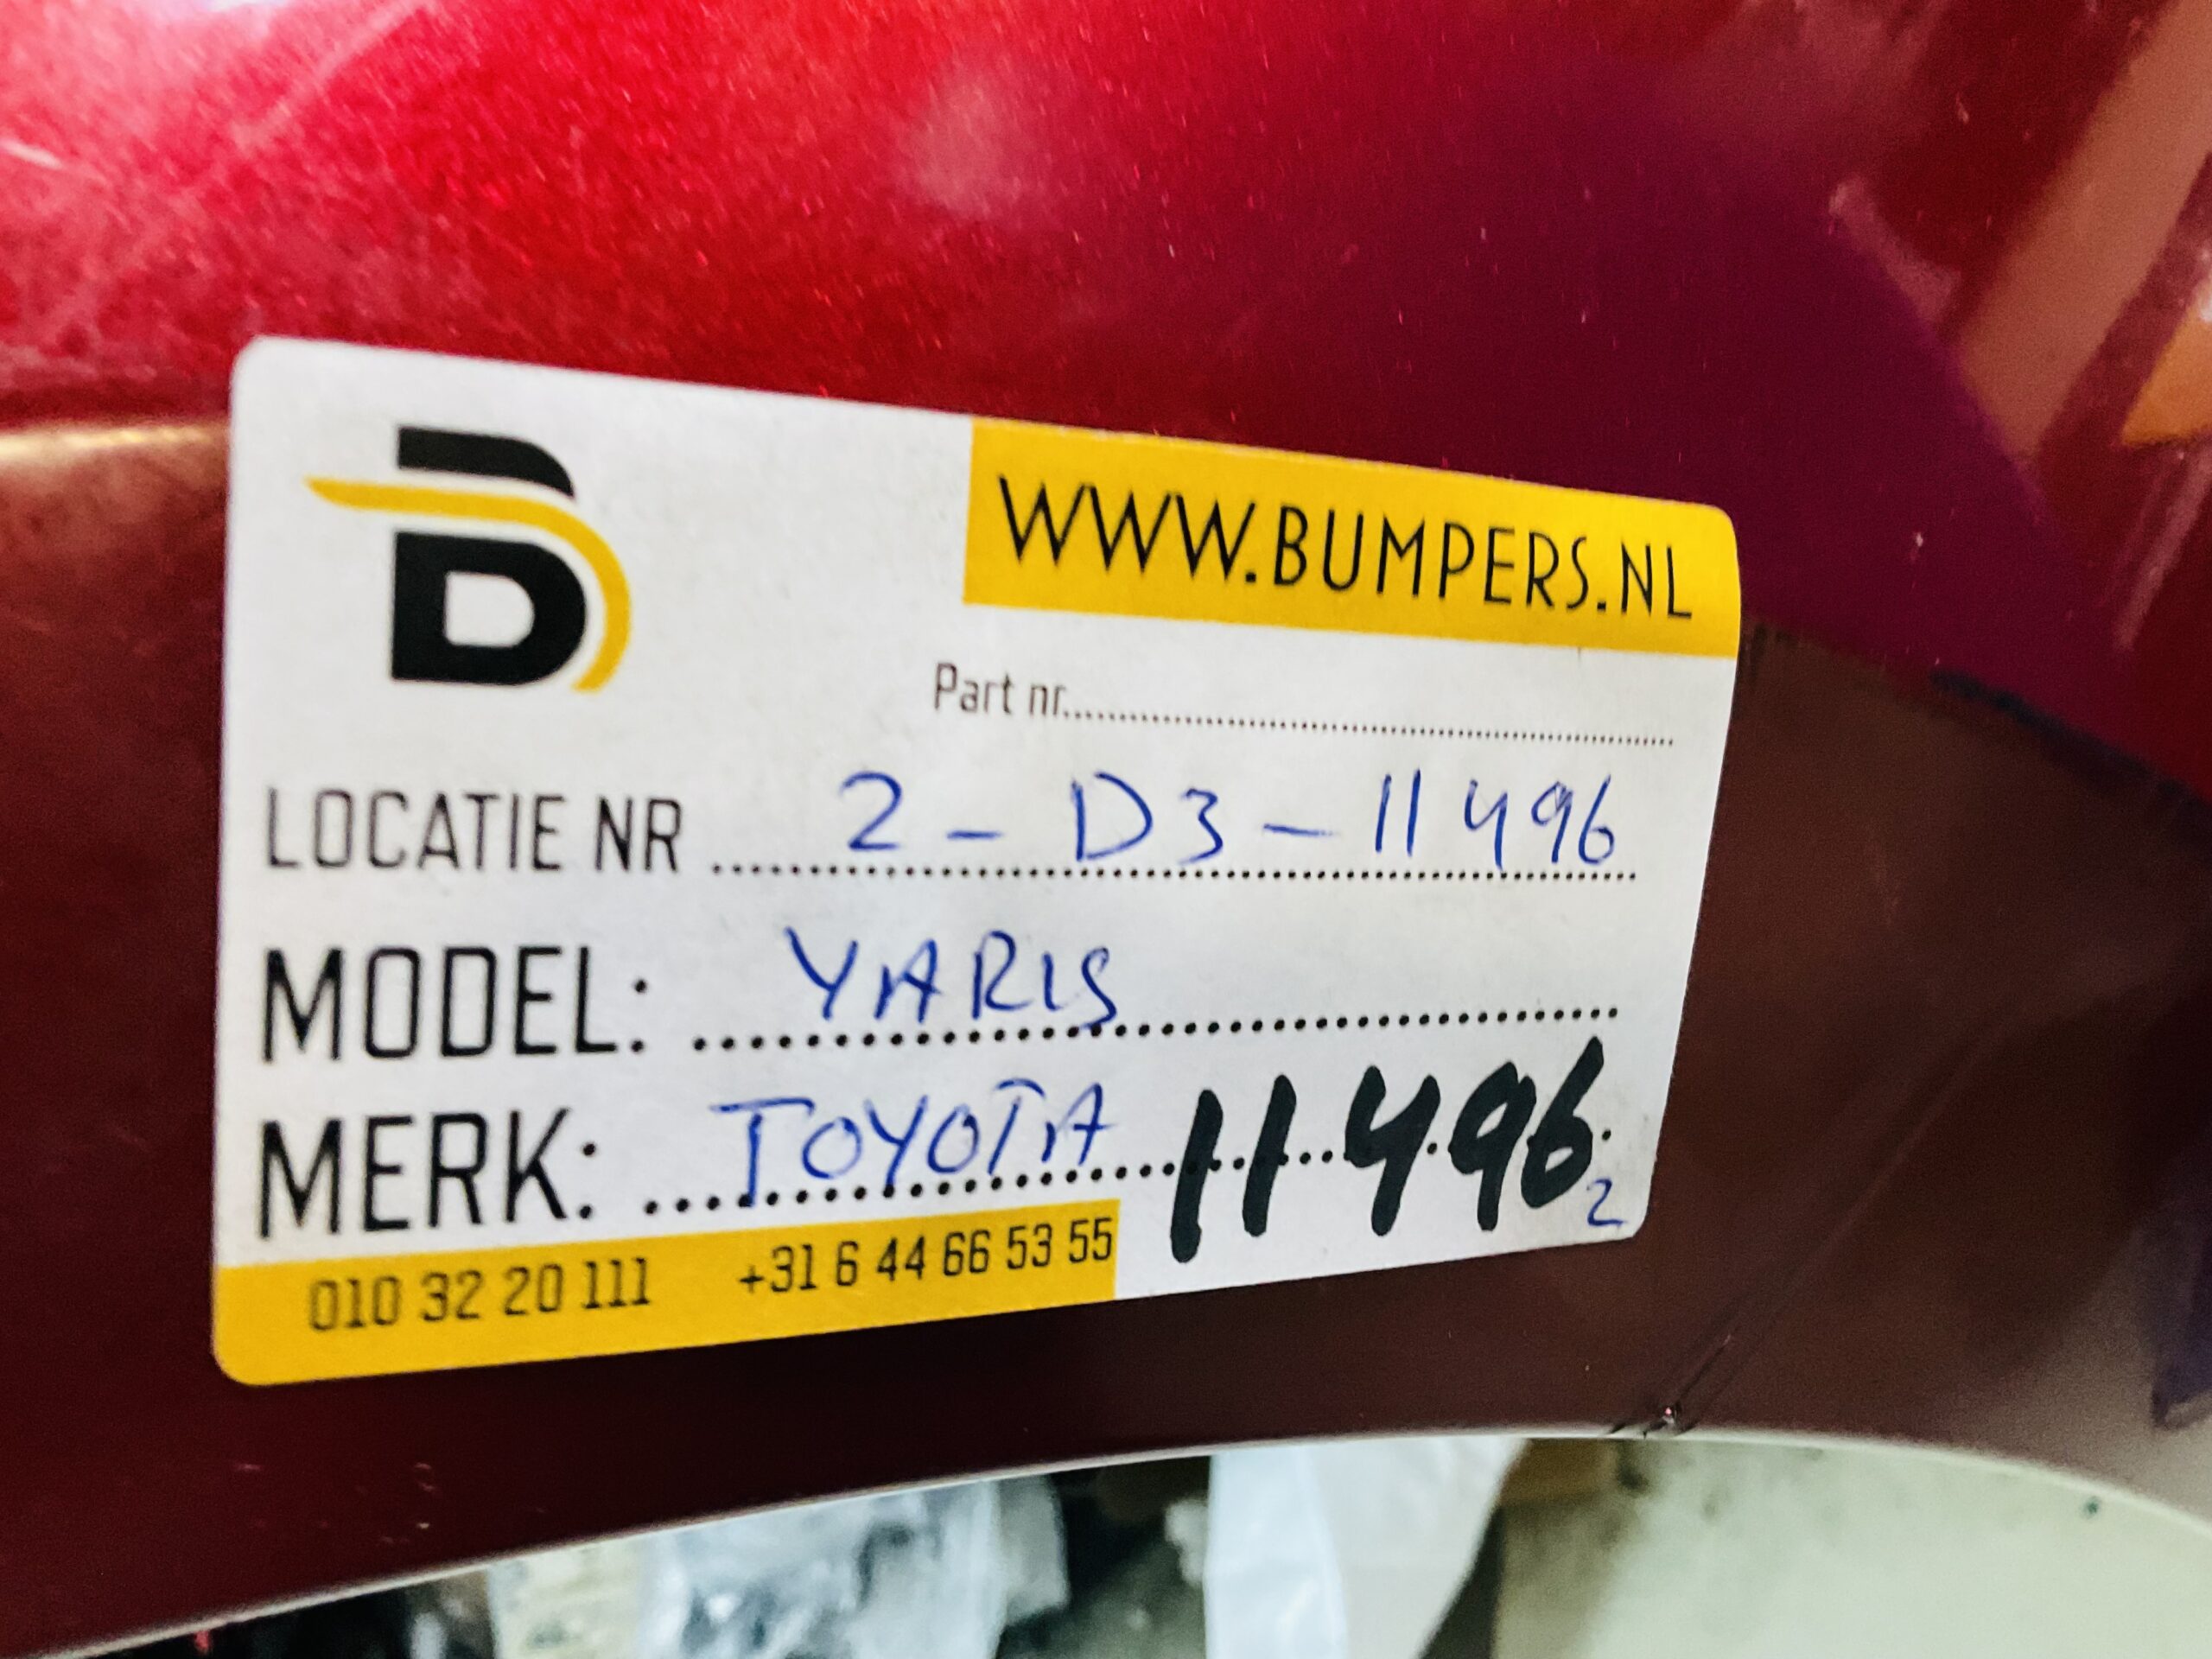 B
WWW.BUMPERS.NL
Part nr.....................
LOCATIE NR ..... 2 - D3 - 11496
MODEL: ..... YARIS
MERK: ..... TOYOTA 11496
2
010 32 20 111 +31 6 44 66 53 55